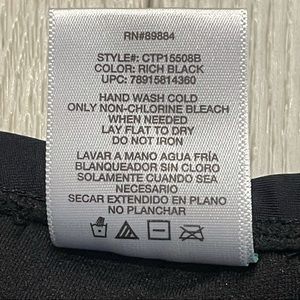 RN#89884
STYLE#: CTP15508B
COLOR: RICH BLACK
UPC: 78915814360
HAND WASH COLD
ONLY NON-CHLORINE BLEACH
WHEN NEEDED
LAY FLAT TO DRY
DO NOT IRON
LAVAR A MANO AGUA FRÍA
BLANQUEADOR SIN CLORO
SOLAMENTE CUANDO SEA
NECESARIO
SECAR EXTENDIDO EN PLANO
NO PLANCHAR